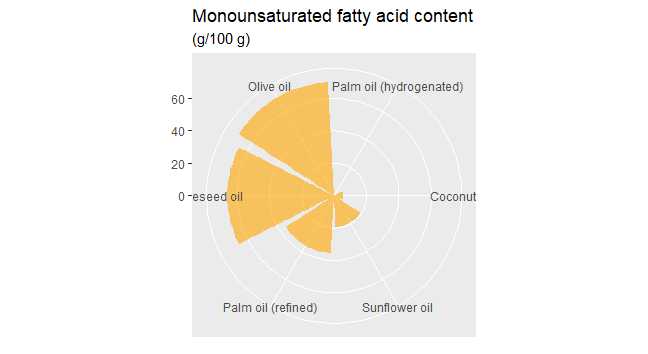 Monounsaturated fatty acid content
(g/100 g)
Olive oil
Palm oil (hydrogenated)
60
40
20
0
eseed oil
Coconut
Palm oil (refined)
Sunflower oil